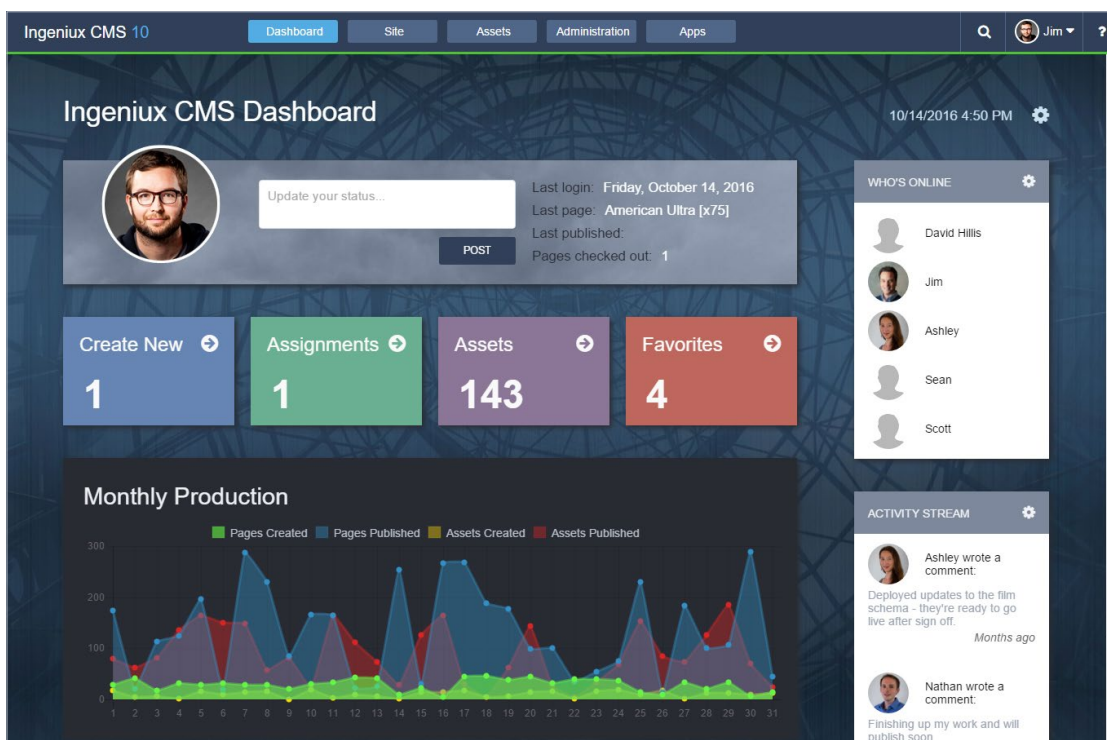 Ingeniux CMS 10
Dashboard
Site
Assets
Administration
Apps
Jim
?
Ingeniux CMS Dashboard
10/14/2016 4:50 PM
Update your status...
POST
Last login: Friday, October 14, 2016
Last page: American Ultra [x75]
Last published:
Pages checked out: 1
Create New
1
Assignments
1
Assets
143
Favorites
4
Monthly Production
Pages Created Pages Published Assets Created Assets Published
300
200
100
0
1 2 3 4 5 6 7 8 9 10 11 12 13 14 15 16 17 18 19 20 21 22 23 24 25 26 27 28 29 30 31
WHO'S ONLINE
David Hillis
Jim
Ashley
Sean
Scott
ACTIVITY STREAM
Ashley wrote a
comment:
Deployed updates to the film
schema - they're ready to go
live after sign off.
Months ago
Nathan wrote a
comment:
Finishing up my work and will
publish soon